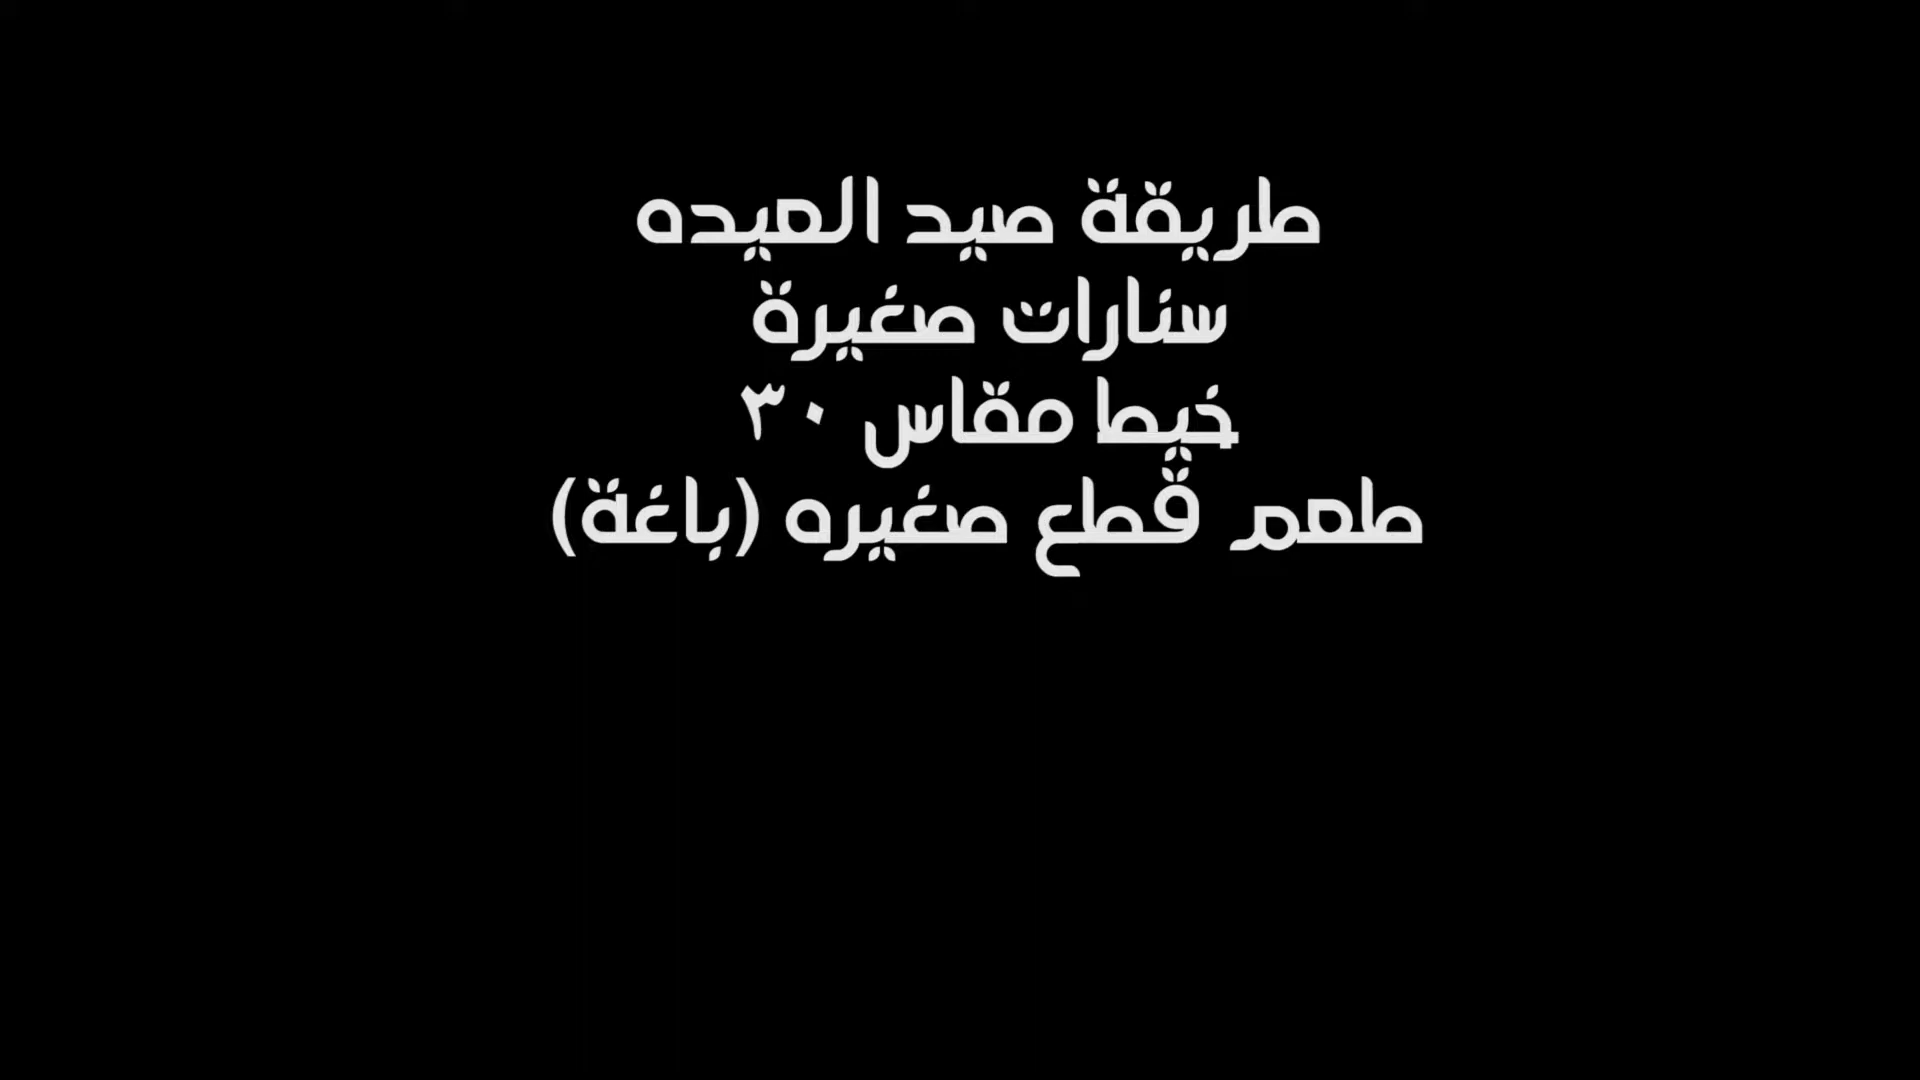 طريقة صيد العيده
سنارات صغيرة
خيط مقاس ٣٠
طعم قطع صغيره (باغة)